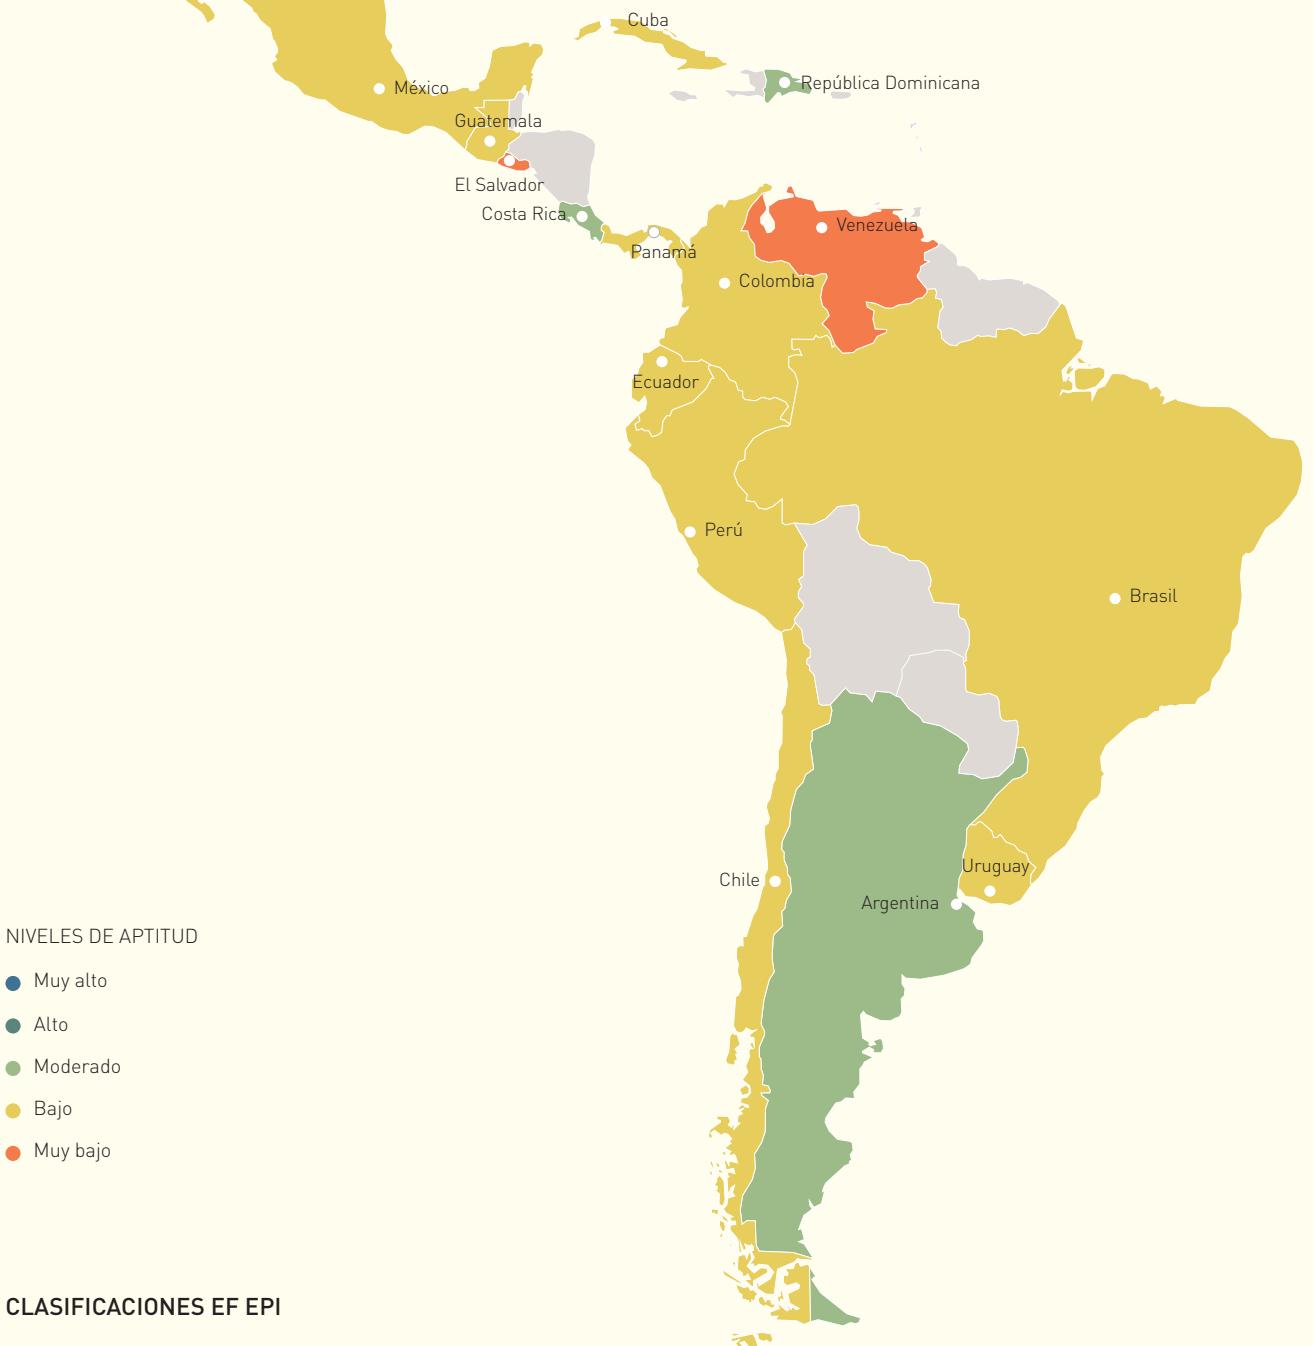 Cuba
México
República Dominicana
Guatemala
El Salvador
Costa Rica
Venezuela
Panamá
Colombia
Ecuador
Perú
Brasil
Uruguay
Chile
Argentina
NIVELES DE APTITUD
Muy alto
Alto
Moderado
Bajo
Muy bajo
CLASIFICACIONES EF EPI